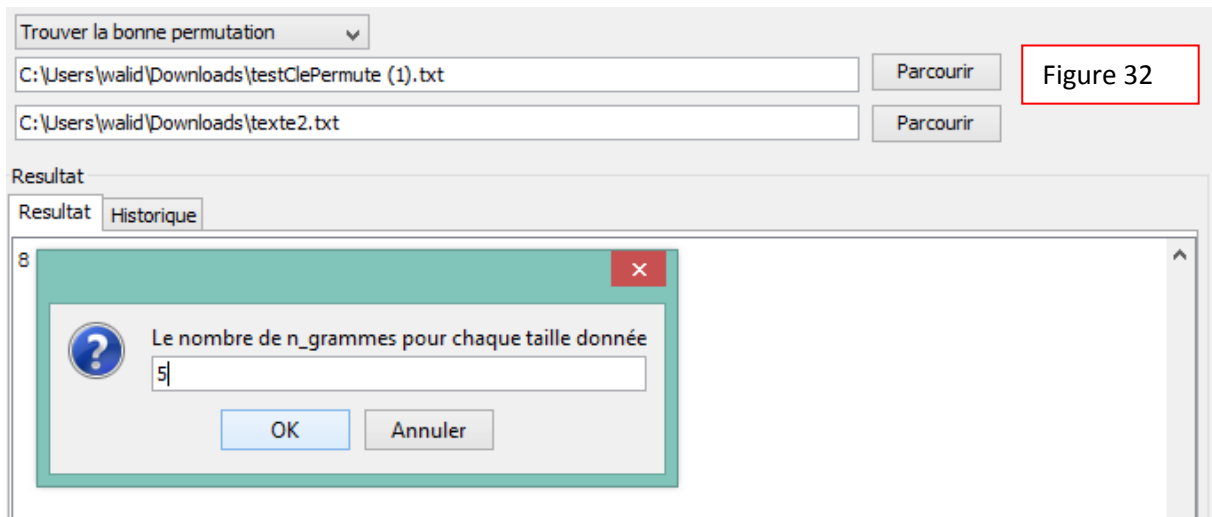 Trouver la bonne permutation
C:\Users\walid\Downloads\testClePermute (1).txt
Parcourir
Figure 32
C:\Users\walid\Downloads\texte2.txt
Parcourir
Resultat
Resultat
Historique
8
Le nombre de n_grammes pour chaque taille donnée
5
OK
Annuler